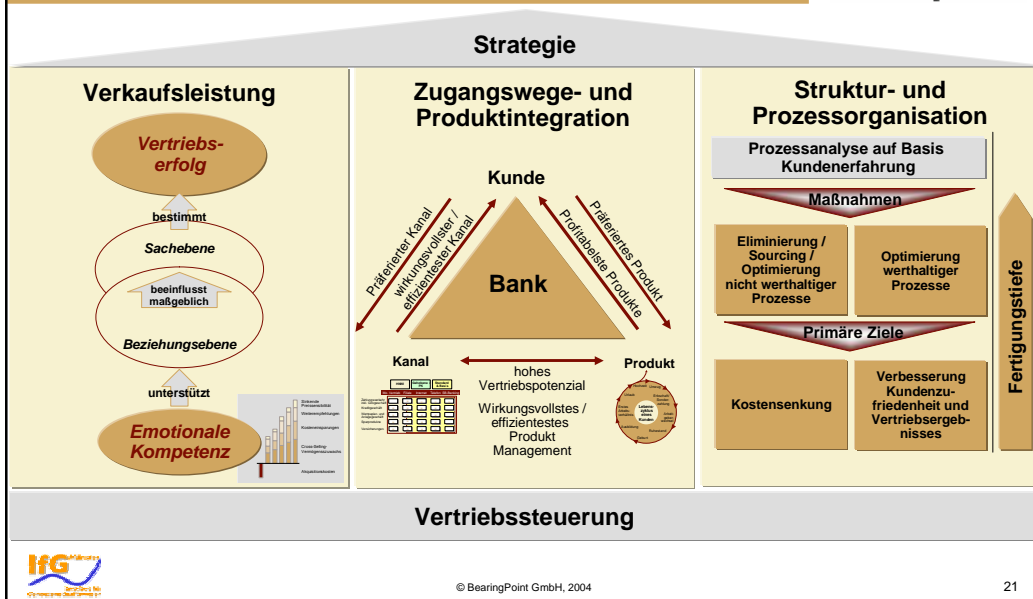 Strategie
Verkaufsleistung
Vertriebs-
erfolg
bestimmt
Sachebene
beeinflusst
maßgeblich
Beziehungsebene
unterstützt
Emotionale
Kompetenz
Zugangswege- und
Produktintegration
Kunde
Präferierter Kanal
wirkungsvollster /
effizientester Kanal
Profitabelste Produkte
Präferiertes Produkt
Bank
Kanal
Produkt
hohes
Vertriebspotenzial
Wirkungsvollstes /
effizientestes
Produkt
Management
Struktur- und
Prozessorganisation
Prozessanalyse auf Basis
Kundenerfahrung
Maßnahmen
Eliminierung /
Sourcing /
Optimierung
nicht werthaltiger
Prozesse
Optimierung
werthaltiger
Prozesse
Primäre Ziele
Kostensenkung
Verbesserung
Kundenzu-
friedenheit und
Vertriebsergeb-
nisses
Fertigungstiefe
Vertriebssteuerung
IfG
© BearingPoint GmbH, 2004
21